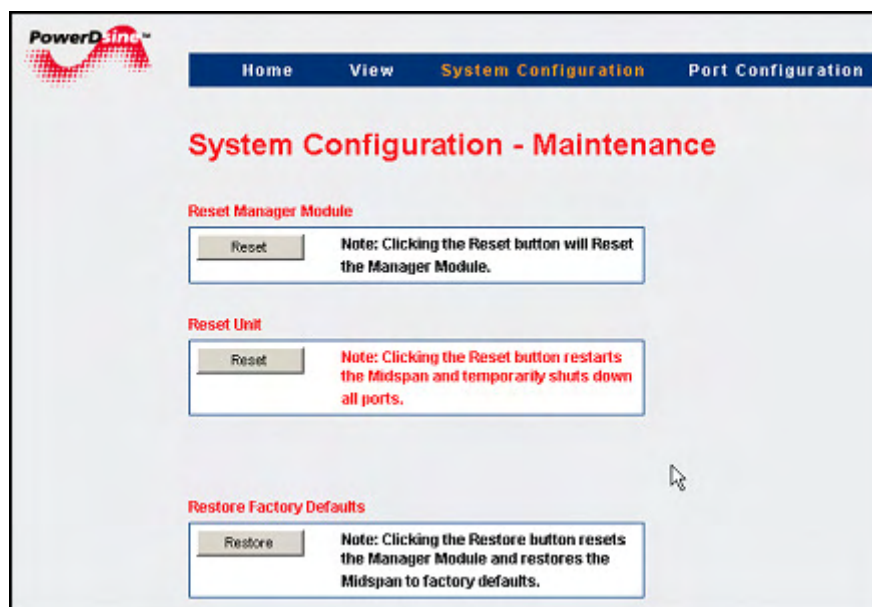 PowerDsine™
Home View System Configuration Port Configuration
System Configuration - Maintenance
Reset Manager Module
Reset
Note: Clicking the Reset button will Reset
the Manager Module.
Reset Unit
Reset
Note: Clicking the Reset button restarts
the Midspan and temporarily shuts down
all ports.
Restore Factory Defaults
Restore
Note: Clicking the Restore button resets
the Manager Module and restores the
Midspan to factory defaults.